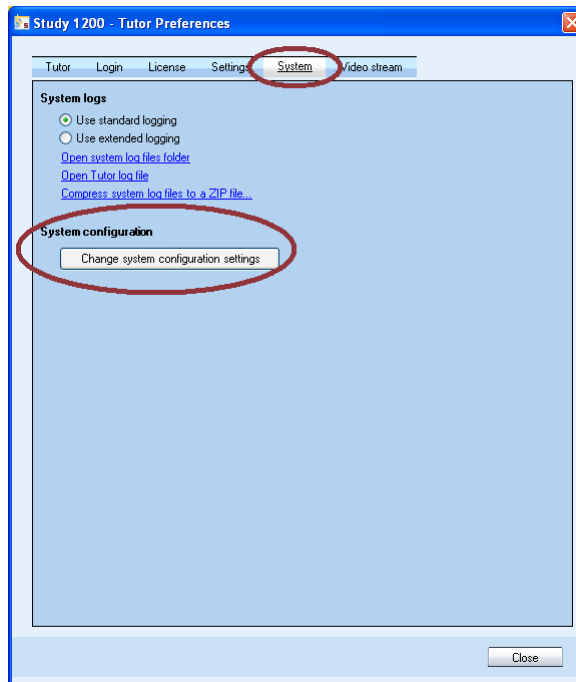 Study 1200 - Tutor Preferences
Tutor Login License Settings System Video stream
System logs
Use standard logging
Use extended logging
Open system log files folder
Open Tutor log file
Compress system log files to a ZIP file...
System configuration
Change system configuration settings
Close